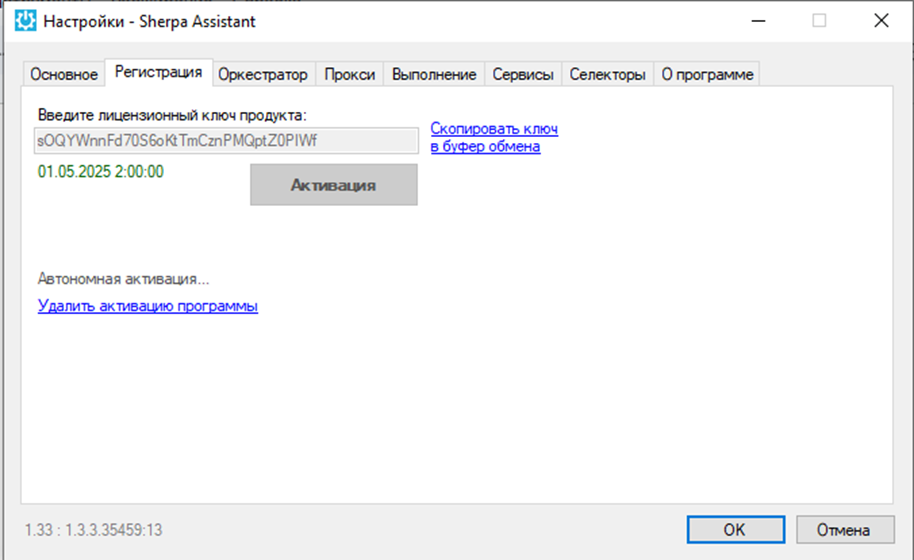 Настройки - Sherpa Assistant
Основное Регистрация Оркестратор Прокси Выполнение Сервисы Селекторы О программе
Введите лицензионный ключ продукта:
sOQYWnnFd70S6oKtTmCznPMQptZ0PIWf
Скопировать ключ
в буфер обмена
01.05.2025 2:00:00
Активация
Автономная активация...
Удалить активацию программы
1.33 : 1.3.3.35459:13
OK Отмена